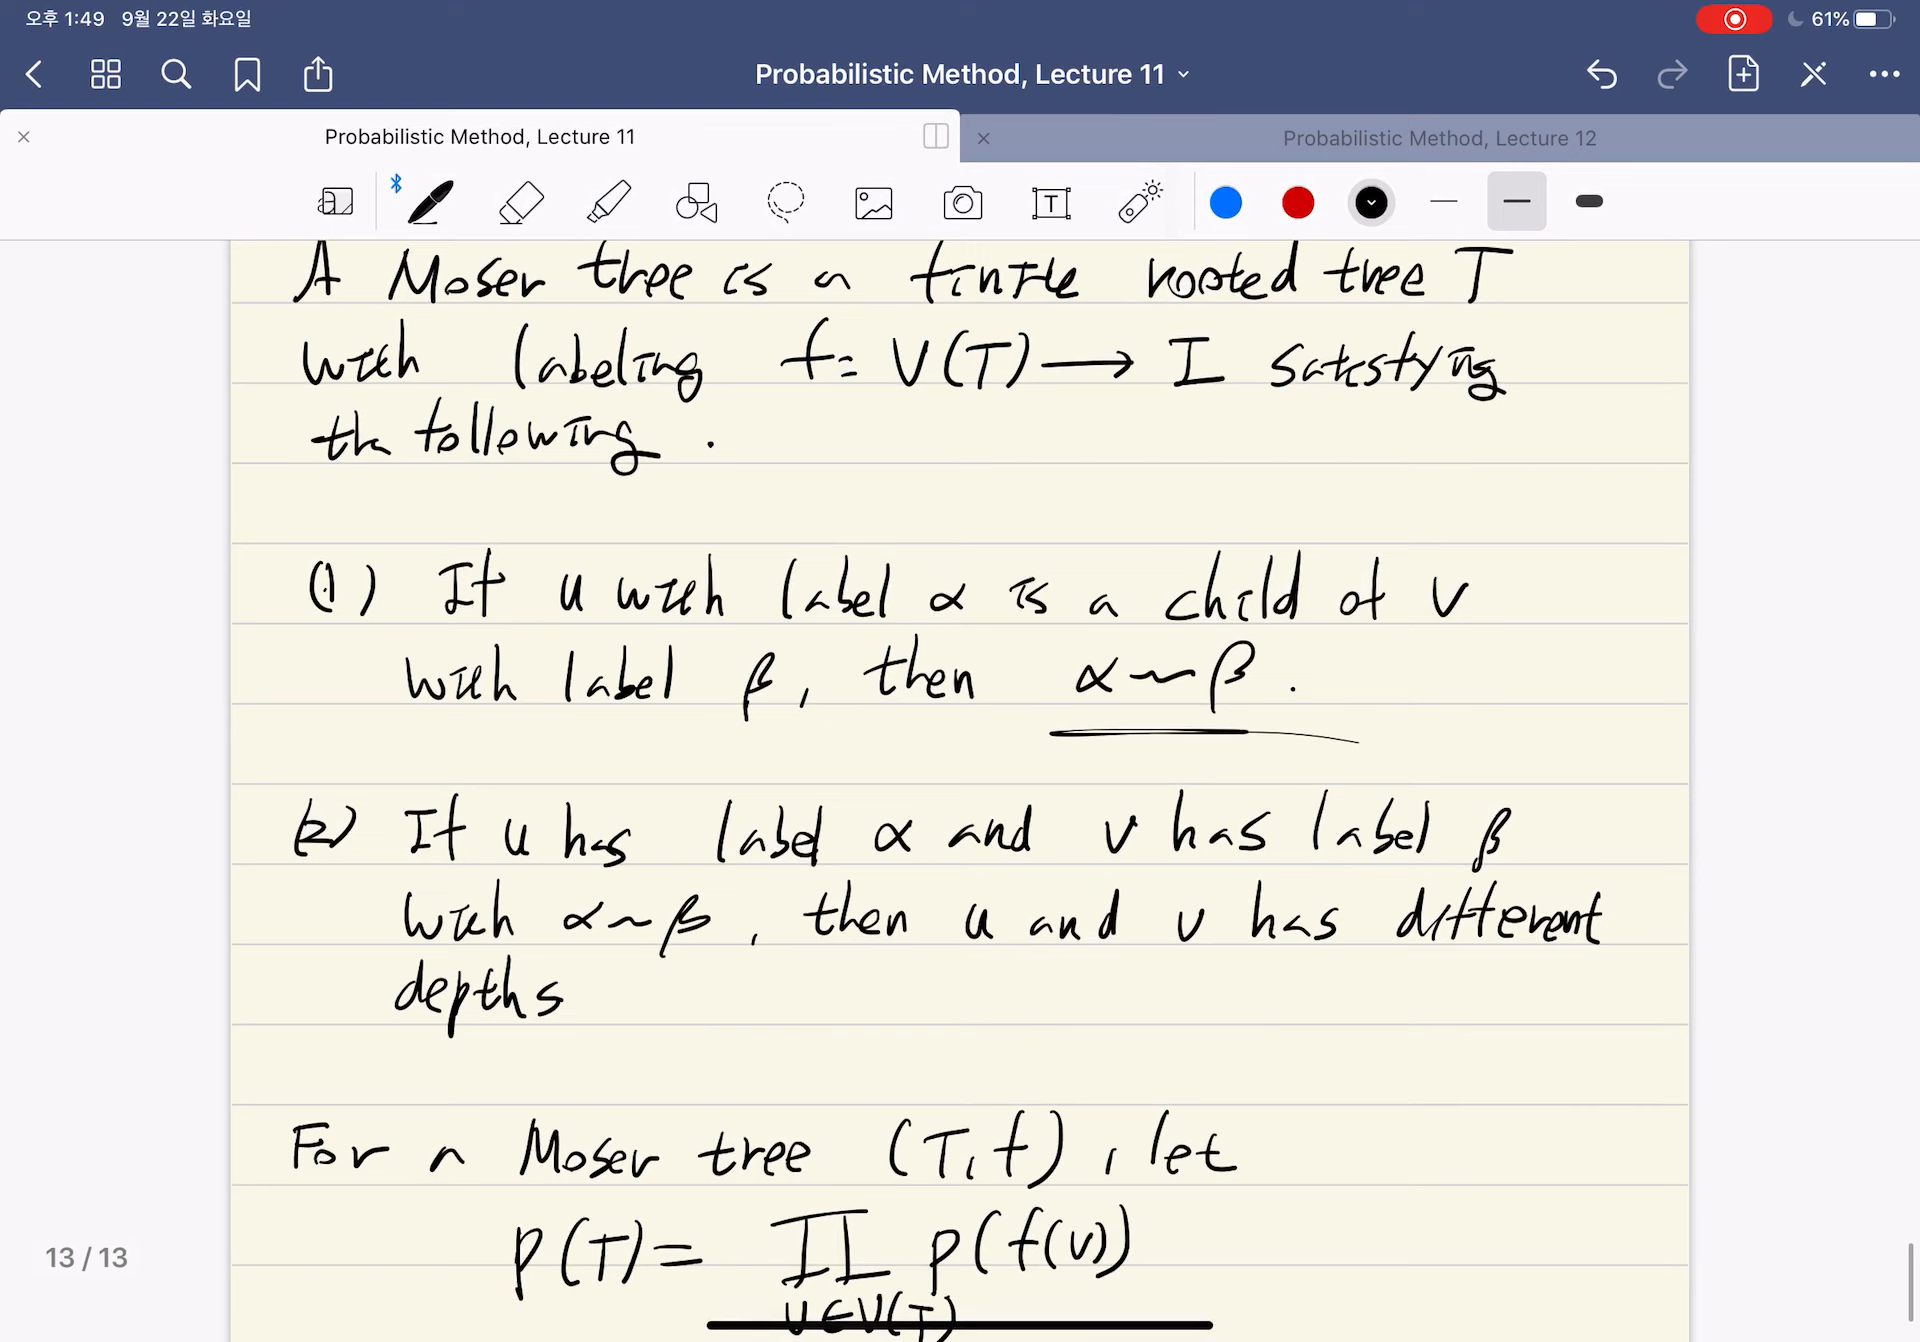 오후 1:49 9월 22일 화요일
61%
Probabilistic Method, Lecture 11
Probabilistic Method, Lecture 11
Probabilistic Method, Lecture 12
A Moser tree is a finite rooted tree T
with labeling f: V(T) → I satisfying
the following.
(1) If u with label α is a child of v
with label β, then α~β.
(2) If u has label α and v has label β
with α~β, then u and v has different
depths
For a Moser tree (T, f), let
p(T) = ∏ p(f(v))
v∈V(T)
13 / 13